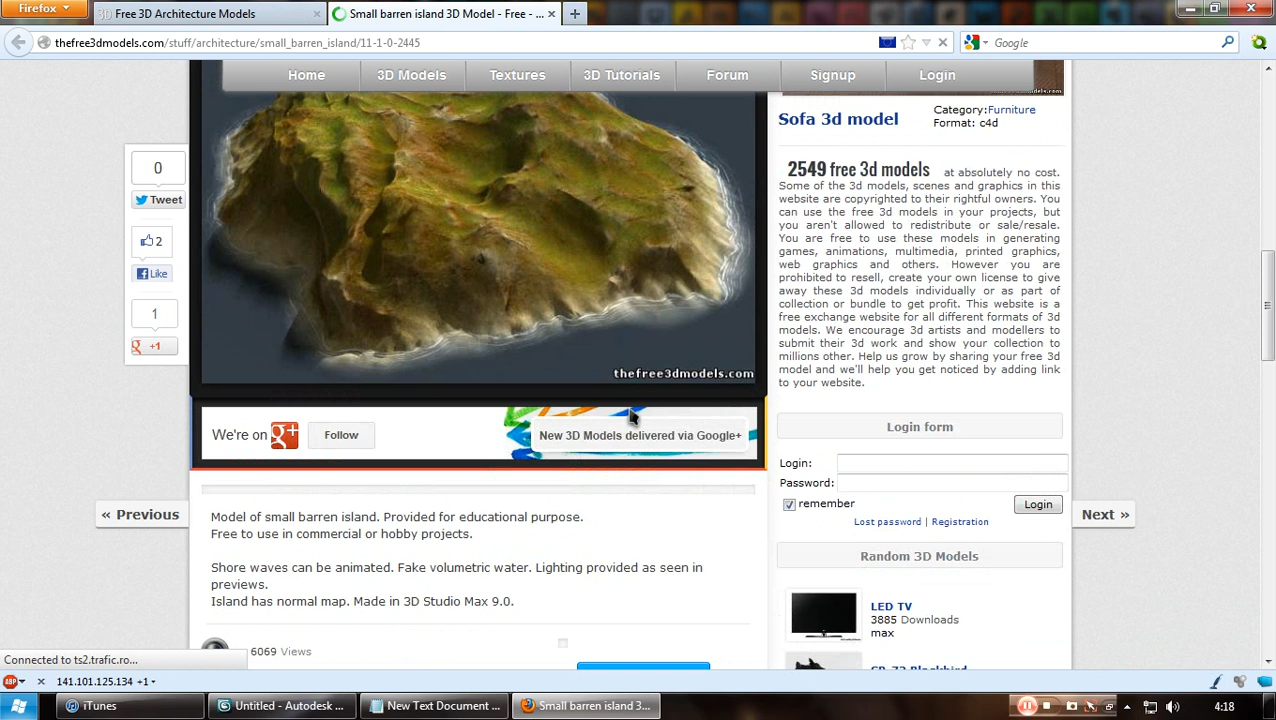 Firefox
Free 3D Architecture Models
Small barren island 3D Model - Free - ...
thefree3dmodels.com/stuff/architecture/small_barren_island/11-1-0-2445
Google
Home
3D Models
Textures
3D Tutorials
Forum
Signup
Login
0
Tweet
2
Like
1
+1
thefree3dmodels.com
We're on g+
Follow
New 3D Models delivered via Google+
« Previous
Next »
Model of small barren island. Provided for educational purpose.
Free to use in commercial or hobby projects.
Shore waves can be animated. Fake volumetric water. Lighting provided as seen in
previews.
Island has normal map. Made in 3D Studio Max 9.0.
6069 Views
Sofa 3d model
Category:Furniture
Format: c4d
2549 free 3d models at absolutely no cost.
Some of the 3d models, scenes and graphics in this
website are copyrighted to their rightful owners. You
can use the free 3d models in your projects, but
you aren't allowed to redistribute or sale/resale.
You are free to use these models in generating
games, animations, multimedia, printed graphics,
web graphics and others. However you are
prohibited to resell, create your own license to give
away these 3d models individually or as part of
collection or bundle to get profit. This website is a
free exchange website for all different formats of 3d
models. We encourage 3d artists and modellers to
submit their 3d work and show your collection to
millions other. Help us grow by sharing your free 3d
model and we'll help you get noticed by adding link
to your website.
Login form
Login:
Password:
remember
Login
Lost password | Registration
Random 3D Models
LED TV
3885 Downloads
max
Connected to ts2.trafic.ro...
ABP
141.101.125.134 +1
iTunes
Untitled - Autodesk ...
New Text Document ...
Small barren island 3...
4:18